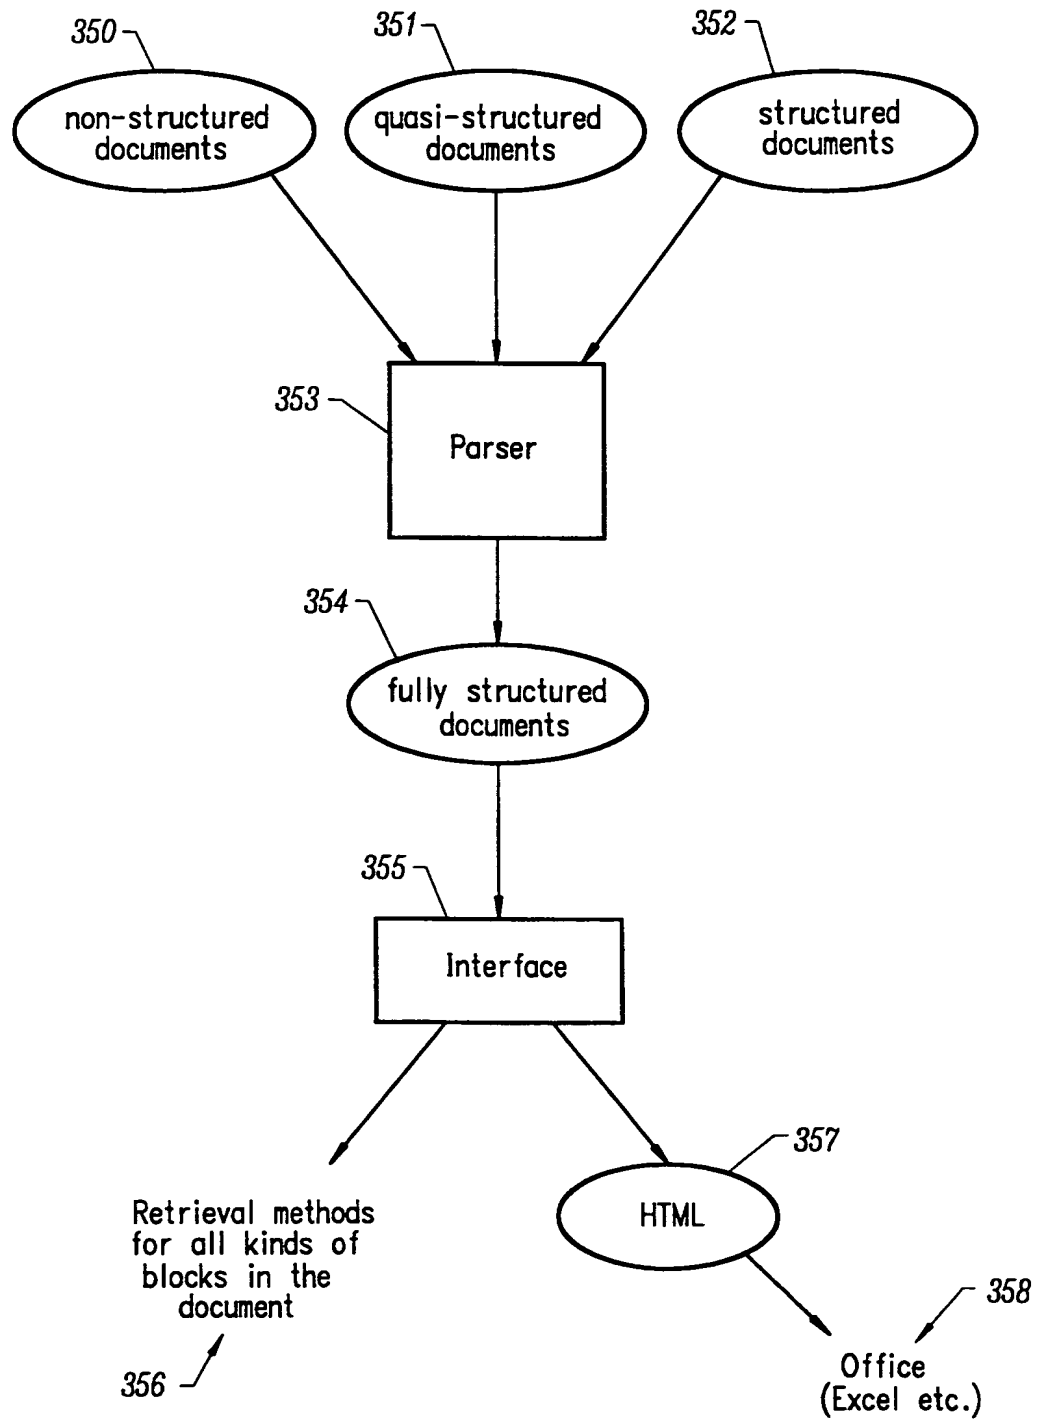 350
351
352
non-structured
documents
quasi-structured
documents
structured
documents
353
Parser
354
fully structured
documents
355
Interface
357
HTML
Retrieval methods
for all kinds of
blocks in the
document
356
358
Office
(Excel etc.)